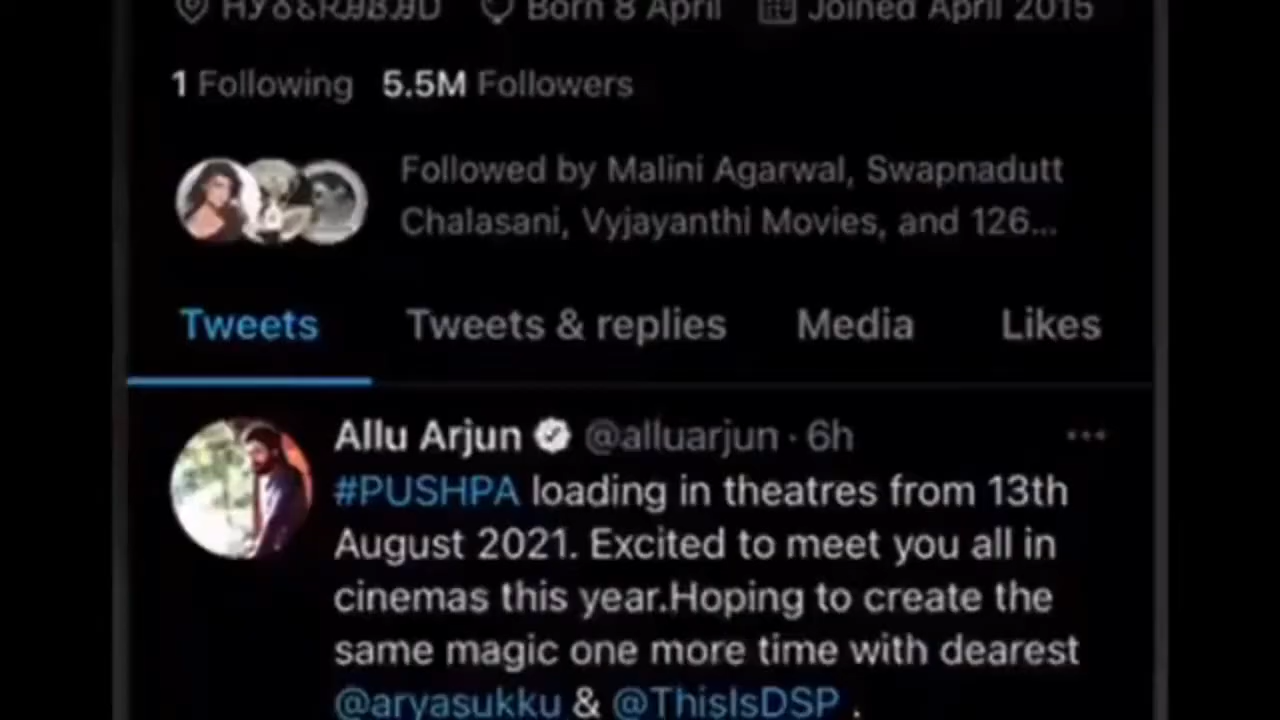 Born 8 April Joined April 2015
1 Following 5.5M Followers
Followed by Malini Agarwal, Swapnadutt
Chalasani, Vyjayanthi Movies, and 126...
Tweets Tweets & replies Media Likes
Allu Arjun @alluarjun · 6h
#PUSHPA loading in theatres from 13th
August 2021. Excited to meet you all in
cinemas this year.Hoping to create the
same magic one more time with dearest
@aryasukku & @ThisIsDSP .